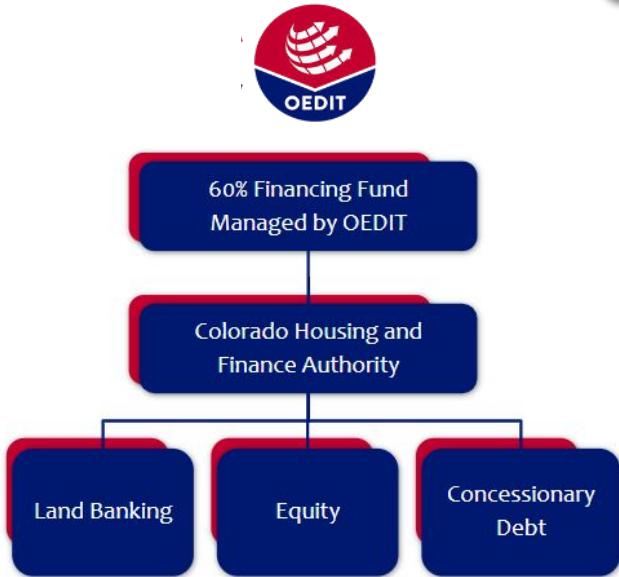 OEDIT
60% Financing Fund
Managed by OEDIT
Colorado Housing and
Finance Authority
Land Banking
Equity
Concessionary
Debt